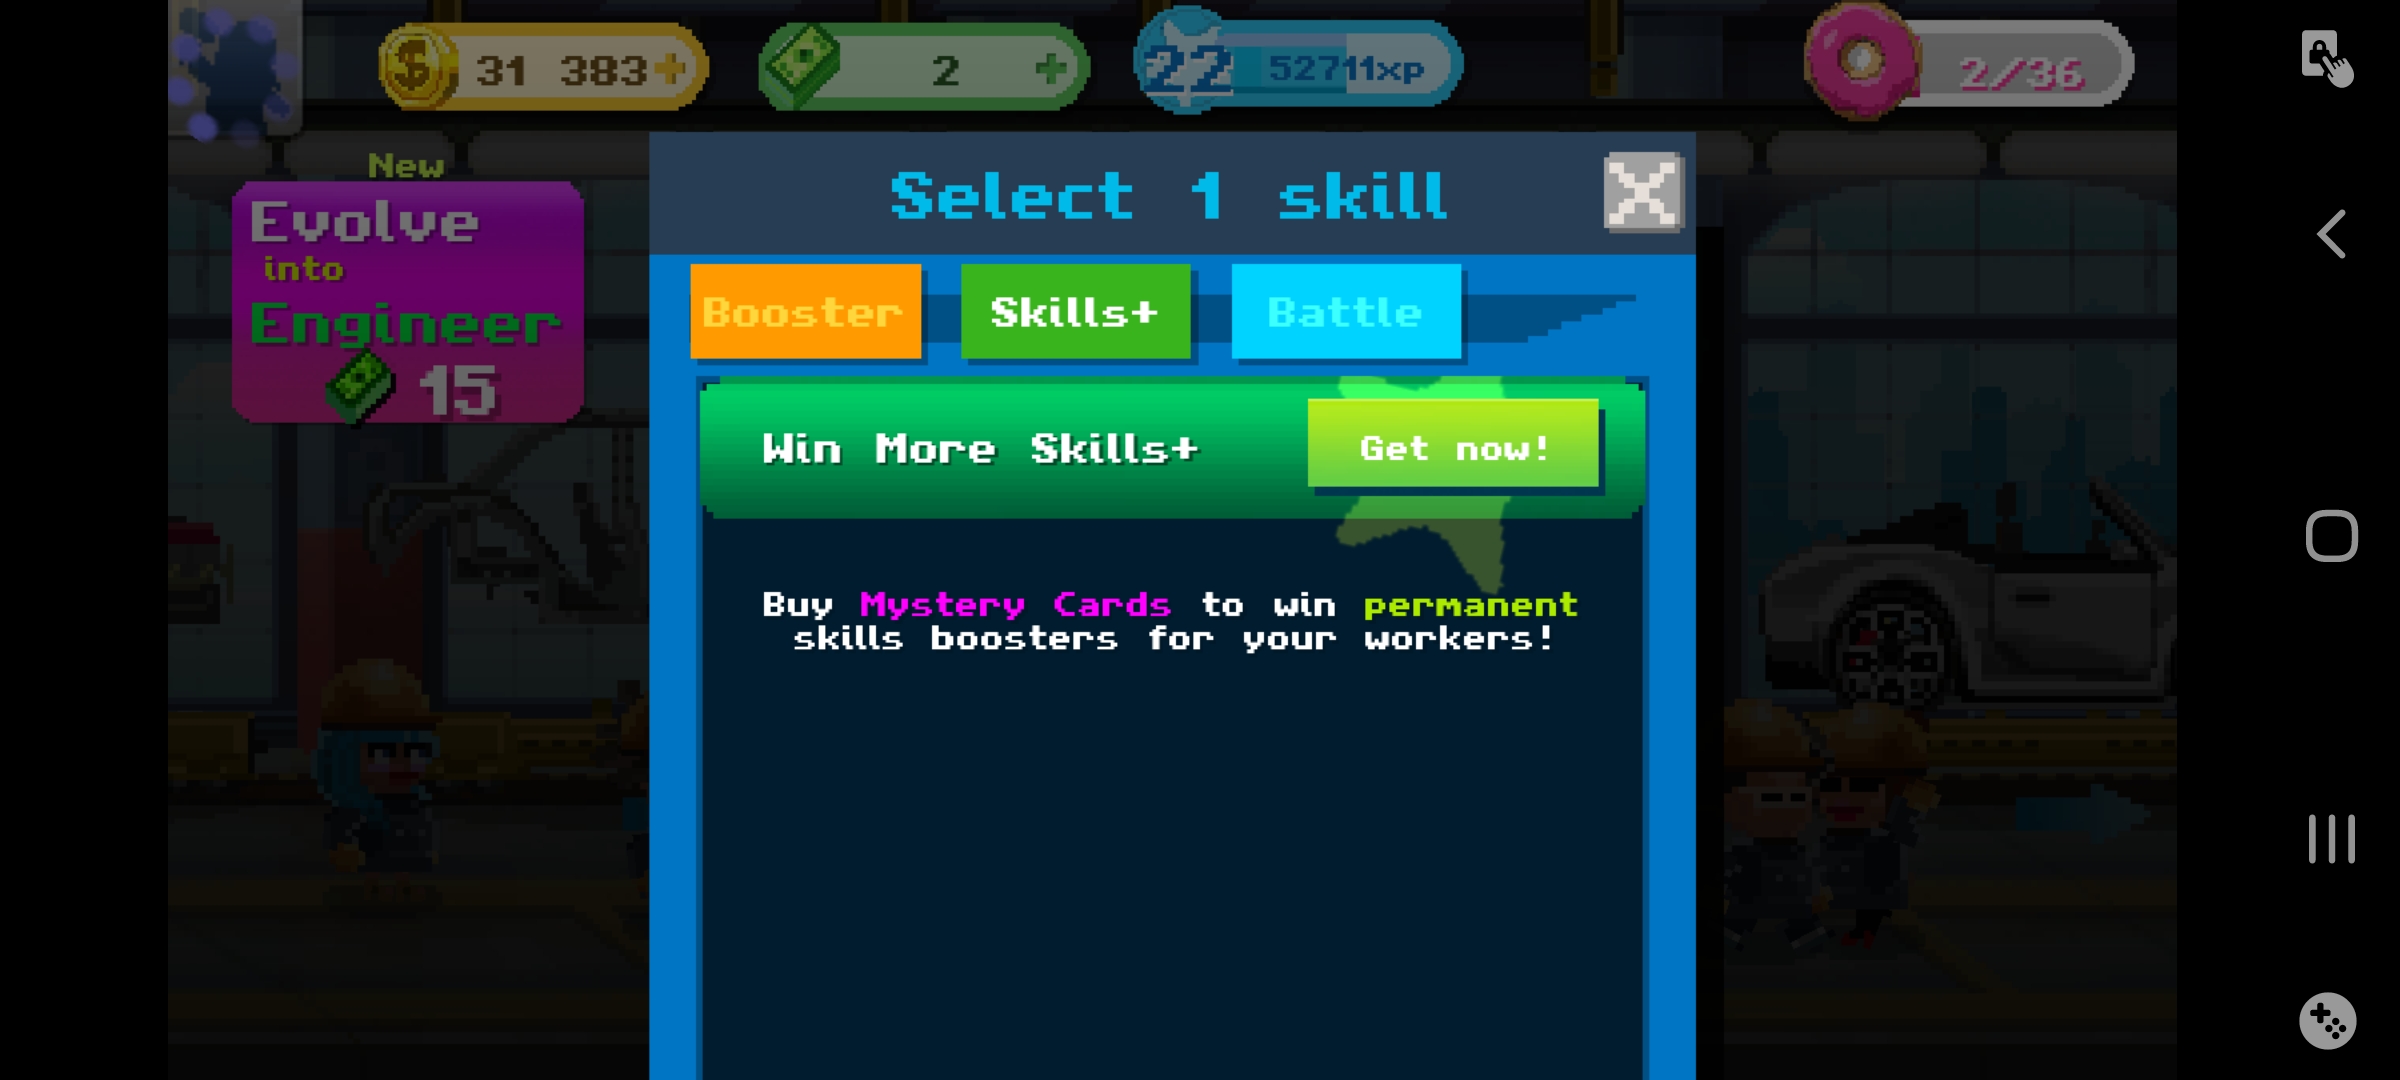 31 383
2
22
52711xp
2/36
New
Evolve
into
Engineer
15
Select 1 skill
Booster
Skills+
Battle
Win More Skills+
Get now!
Buy Mystery Cards to win permanent
skills boosters for your workers!